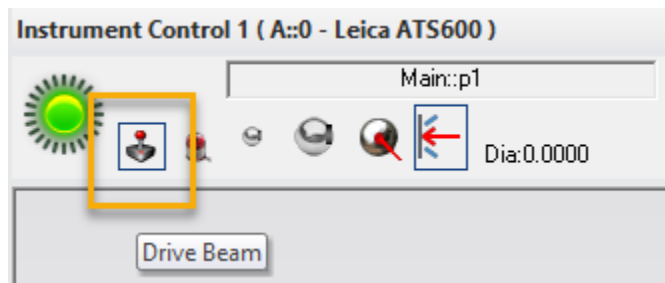 Instrument Control 1 ( A::0 - Leica ATS600 )
Main::p1
Dia:0.0000
Drive Beam